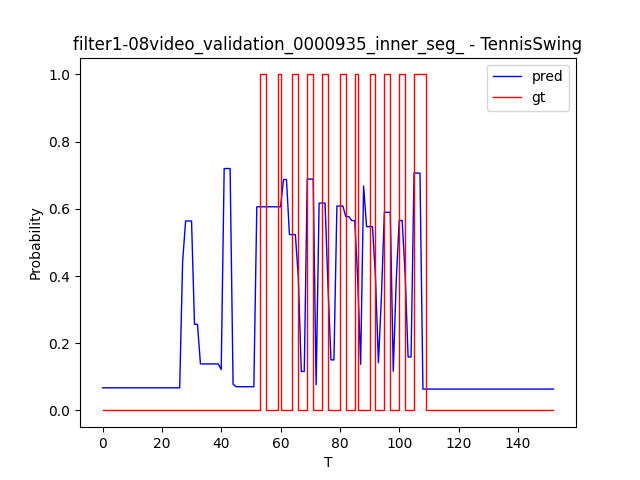 filter1-08video_validation_0000935_inner_seg_ - TennisSwing
pred
gt
1.0
0.8
0.6
0.4
0.2
0.0
Probability
0 20 40 60 80 100 120 140
T